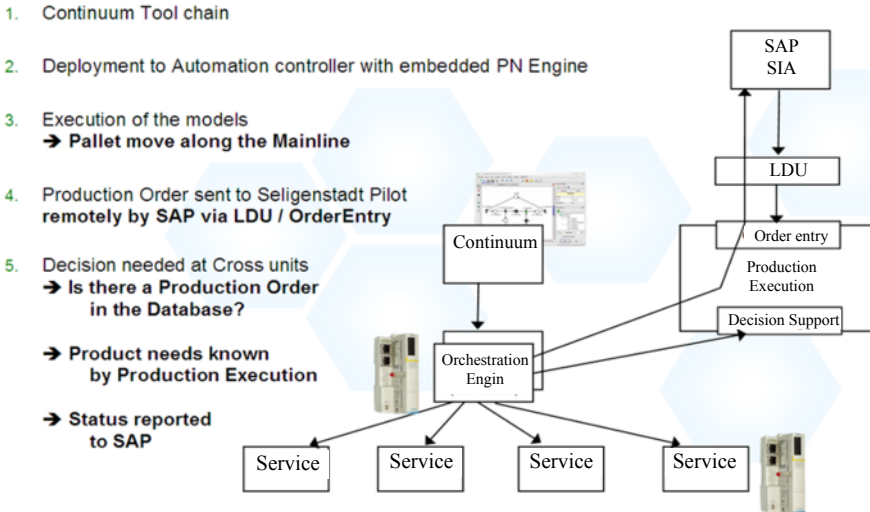 1. Continuum Tool chain
2. Deployment to Automation controller with embedded PN Engine
3. Execution of the models
➔ Pallet move along the Mainline
4. Production Order sent to Seligenstadt Pilot
remotely by SAP via LDU / OrderEntry
5. Decision needed at Cross units
➔ Is there a Production Order
in the Database?
➔ Product needs known
by Production Execution
➔ Status reported
to SAP
SAP
SIA
LDU
Order entry
Production
Execution
Decision Support
Continuum
Orchestration
Engin
Service
Service
Service
Service